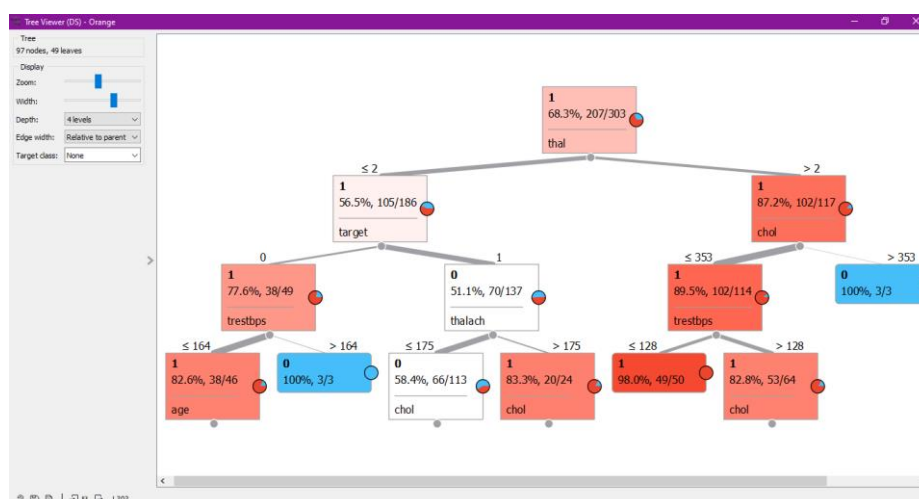 Tree Viewer (DS) - Orange
Tree
97 nodes, 49 leaves
Display
Zoom:
Width:
Depth: 4 levels
Edge width: Relative to parent
Target class: None
1
68.3%, 207/303
thal
≤ 2
> 2
1
56.5%, 105/186
target
1
87.2%, 102/117
chol
0
1
≤ 353
> 353
1
77.6%, 38/49
trestbps
0
51.1%, 70/137
thalach
1
89.5%, 102/114
trestbps
0
100%, 3/3
≤ 164
> 164
≤ 175
> 175
≤ 128
> 128
1
82.6%, 38/46
age
0
100%, 3/3
0
58.4%, 66/113
chol
1
83.3%, 20/24
chol
1
98.0%, 49/50
1
82.8%, 53/64
chol